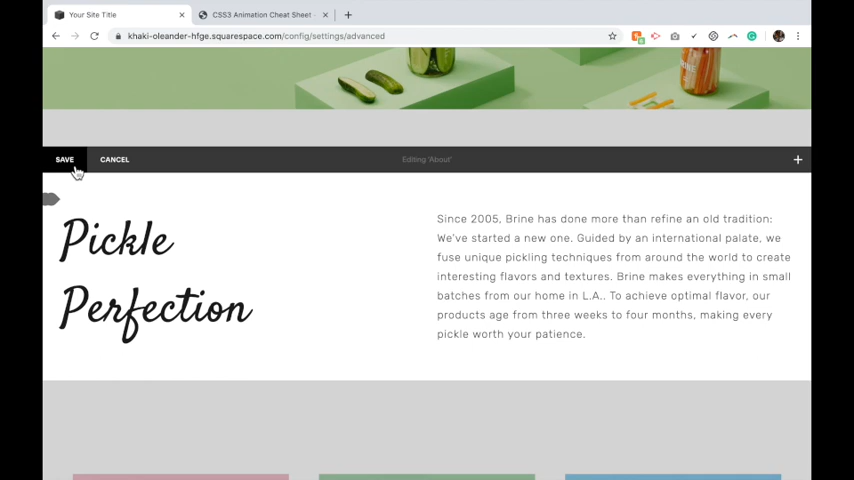 Your Site Title
CSS3 Animation Cheat Sheet -
khaki-oleander-hfge.squarespace.com/config/settings/advanced
SAVE
CANCEL
Editing 'About'
Pickle
Perfection
Since 2005, Brine has done more than refine an old tradition:
We've started a new one. Guided by an international palate, we
fuse unique pickling techniques from around the world to create
interesting flavors and textures. Brine makes everything in small
batches from our home in L.A.. To achieve optimal flavor, our
products age from three weeks to four months, making every
pickle worth your patience.